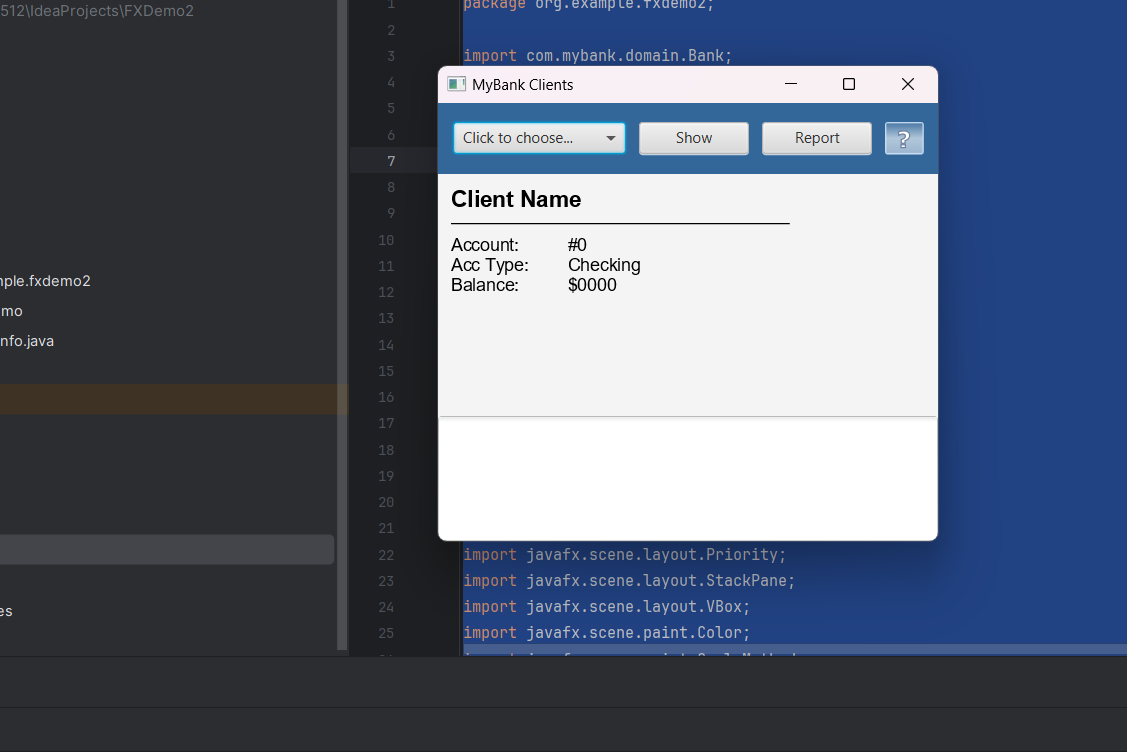 512\IdeaProjects\FXDemo2
nple.fxdemo2
mo
nfo.java
es
1 package org.example.fxdemo2;
2
3 import com.mybank.domain.Bank;
4
5
6
7
8
9
10
11
12
13
14
15
16
17
18
19
20
21
22 import javafx.scene.layout.Priority;
23 import javafx.scene.layout.StackPane;
24 import javafx.scene.layout.VBox;
25 import javafx.scene.paint.Color;
MyBank Clients
Click to choose... Show Report ?
Client Name
Account: #0
Acc Type: Checking
Balance: $0000